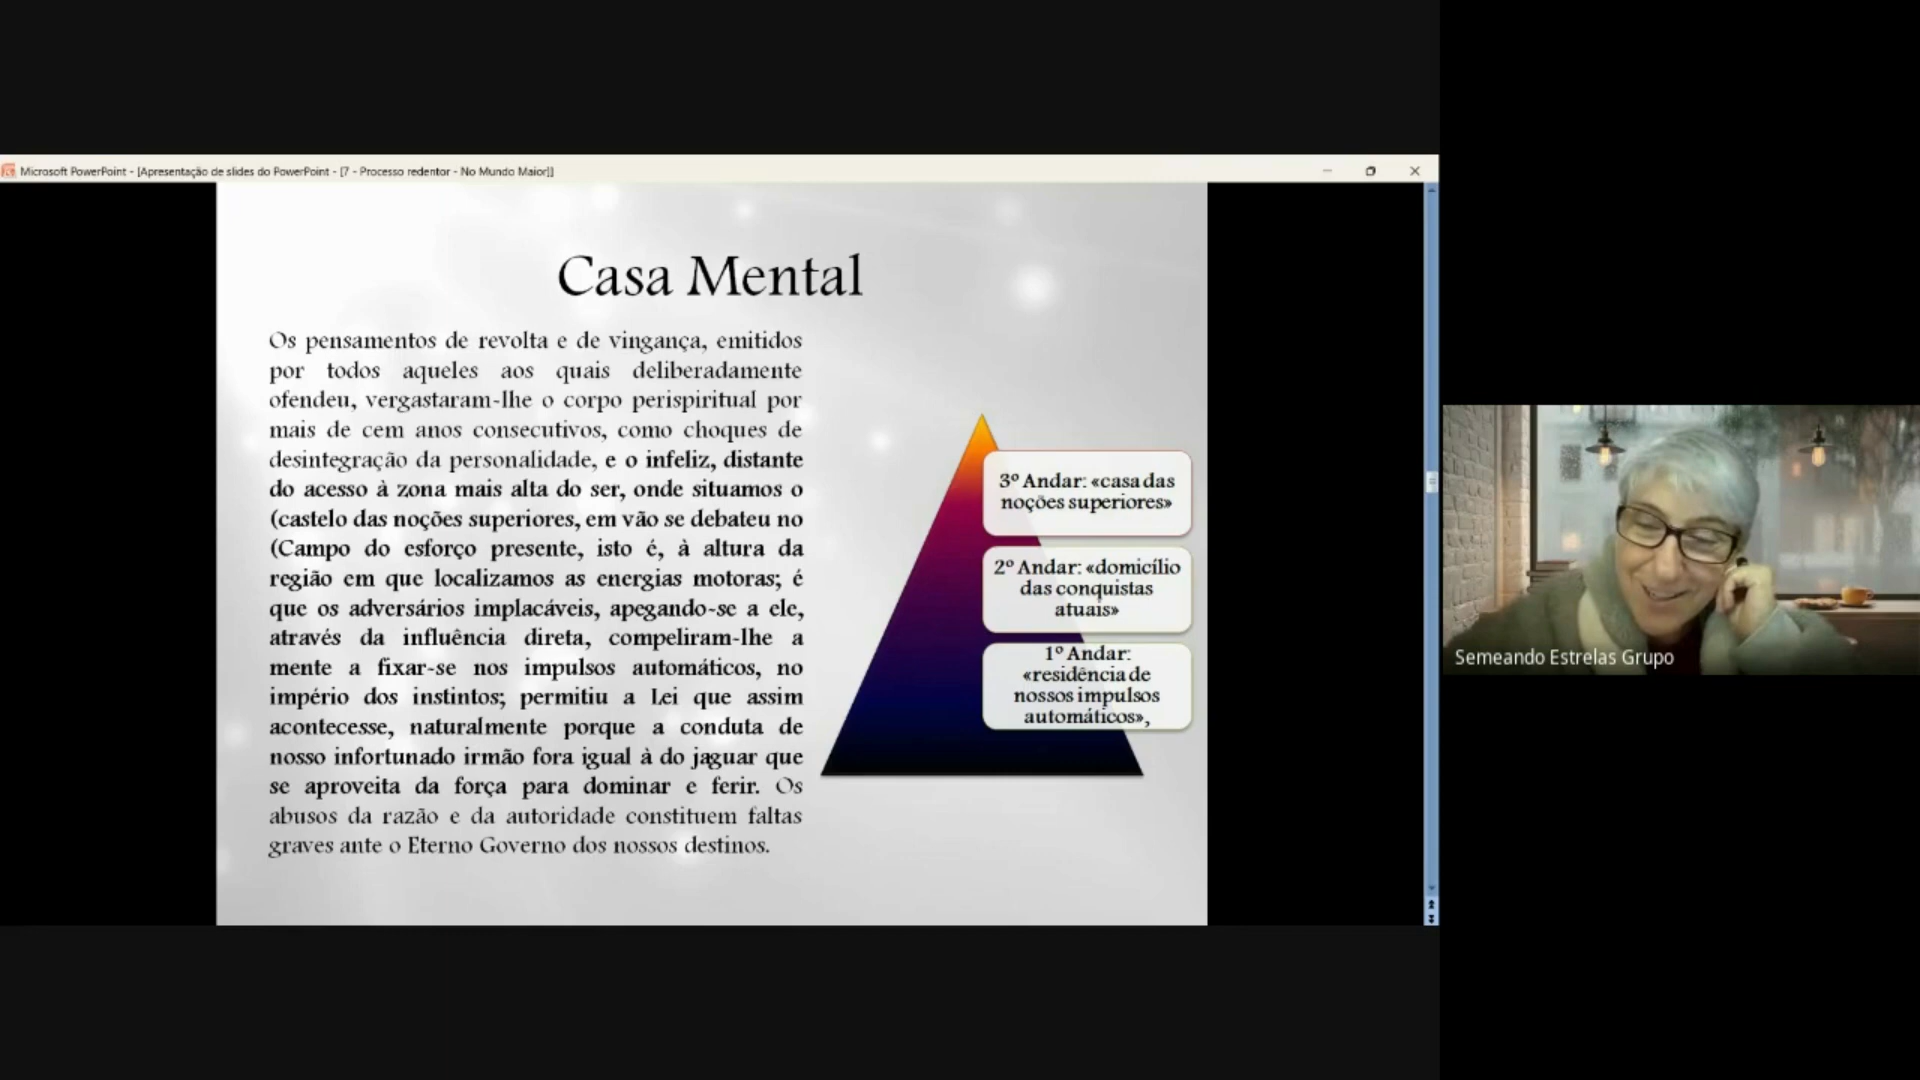 Microsoft PowerPoint - [Apresentação de slides do PowerPoint - [7 - Processo redentor - No Mundo Maior]]
Casa Mental
Os pensamentos de revolta e de vingança, emitidos
por todos aqueles aos quais deliberadamente
ofendeu, vergastaram-lhe o corpo perispiritual por
mais de cem anos consecutivos, como choques de
desintegração da personalidade, e o infeliz, distante
do acesso à zona mais alta do ser, onde situamos o
(castelo das noções superiores, em vão se debateu no
(Campo do esforço presente, isto é, à altura da
região em que localizamos as energias motoras; é
que os adversários implacáveis, apegando-se a ele,
através da influência direta, compeliram-lhe a
mente a fixar-se nos impulsos automáticos, no
império dos instintos; permitiu a Lei que assim
acontecesse, naturalmente porque a conduta de
nosso infortunado irmão fora igual à do jaguar que
se aproveita da força para dominar e ferir. Os
abusos da razão e da autoridade constituem faltas
graves ante o Eterno Governo dos nossos destinos.
3º Andar: «casa das
noções superiores»
2º Andar: «domicílio
das conquistas
atuais»
1º Andar:
«residência de
nossos impulsos
automáticos»,
Semeando Estrelas Grupo